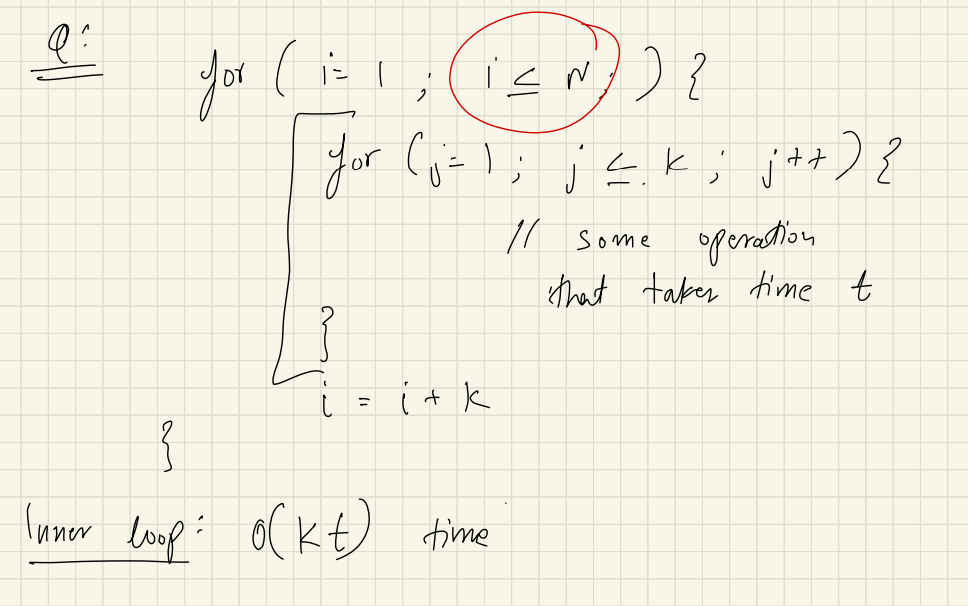 Q:
for ( i= 1 ; i ≤ N; ) {
for (j=1 ; j ≤ k ; j++) {
// some operation
that takes time t
}
i = i + k
}
Inner loop: O(kt) time